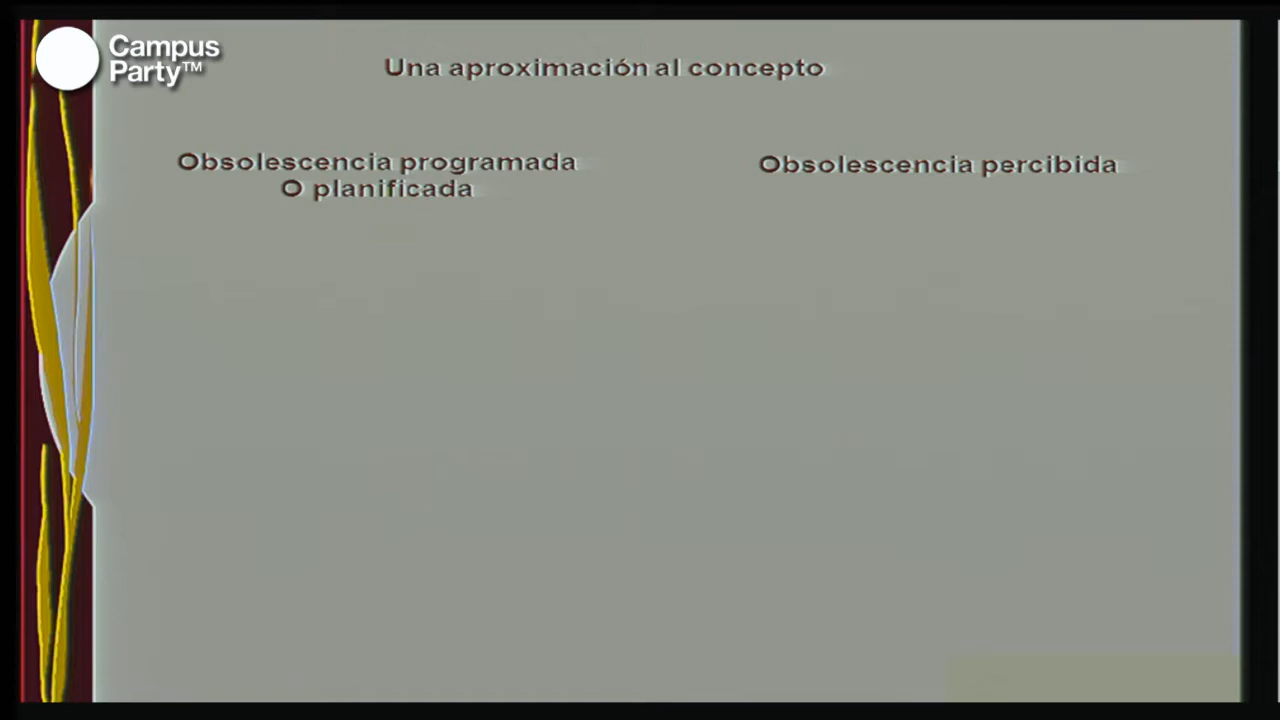 Campus
Party™
Una aproximación al concepto
Obsolescencia programada
O planificada
Obsolescencia percibida